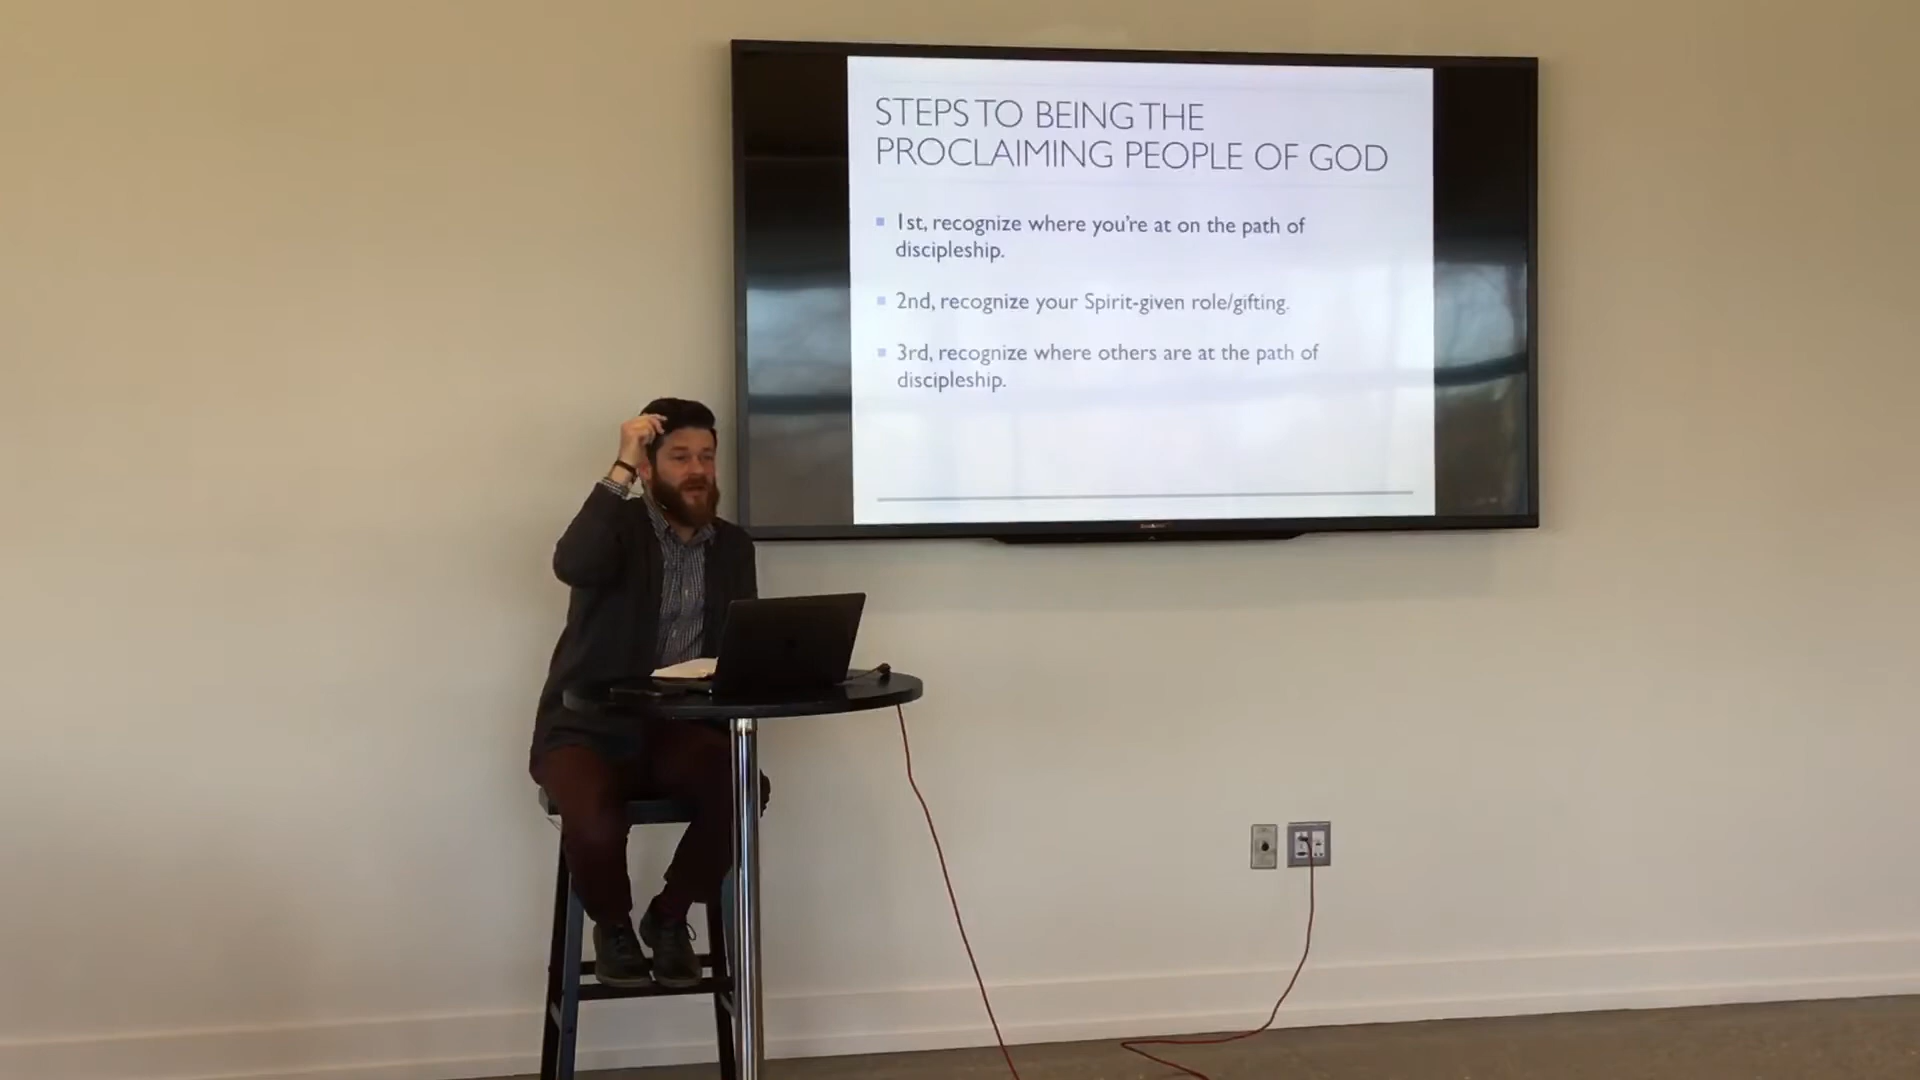 STEPS TO BEING THE
PROCLAIMING PEOPLE OF GOD
1st, recognize where you're at on the path of
discipleship.
2nd, recognize your Spirit-given role/gifting.
3rd, recognize where others are at the path of
discipleship.